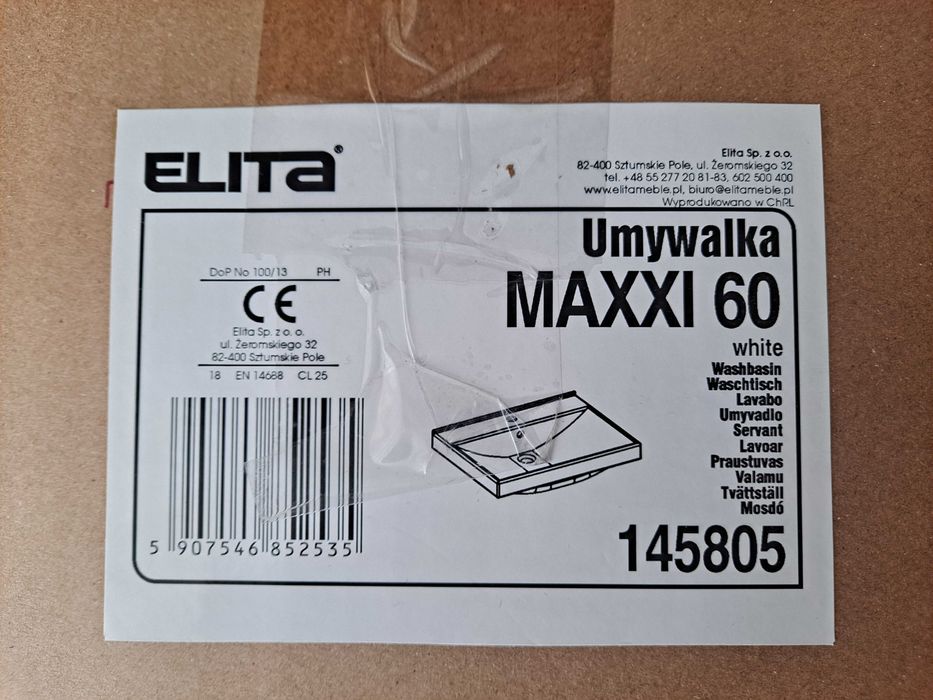 ELITa®
Elita Sp. z o.o.
82-400 Sztumskie Pole, ul. Żeromskiego 32
tel. +48 55 277 20 81-83, 602 500 400
www.elitameble.pl, biuro@elitameble.pl
Wyprodukowano w ChRL
Umywalka
MAXXI 60
white
Washbasin
Waschtisch
Lavabo
Umyvadlo
Servant
Lavoar
Praustuvas
Valamu
Tvättställ
Mosdó
145805
DoP No 100/13 PH
CE
Elita Sp. z o. o.
ul. Żeromskiego 32
82-400 Sztumskie Pole
18 EN 14688 CL 25
5 907546 852535